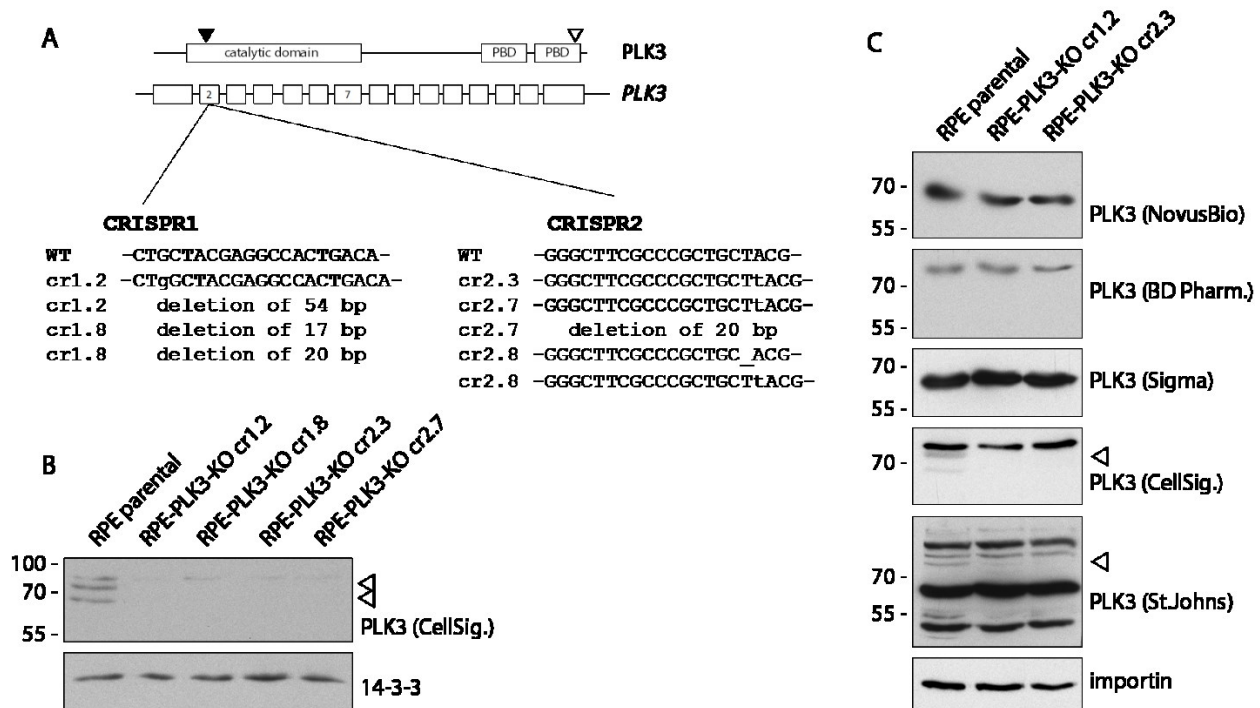 A
catalytic domain PBD PBD PLK3
2 7 PLK3
CRISPR1
WT -CTGCTACGAGGCCACTGACA-
cr1.2 -CTgGCTACGAGGCCACTGACA-
cr1.2 deletion of 54 bp
cr1.8 deletion of 17 bp
cr1.8 deletion of 20 bp
CRISPR2
WT -GGGCTTCGCCCGCTGCTACG-
cr2.3 -GGGCTTCGCCCGCTGCTtACG-
cr2.7 -GGGCTTCGCCCGCTGCTtACG-
cr2.7 deletion of 20 bp
cr2.8 -GGGCTTCGCCCGCTGC_ACG-
cr2.8 -GGGCTTCGCCCGCTGCTtACG-
B
RPE parental
RPE-PLK3-KO cr1.2
RPE-PLK3-KO cr1.8
RPE-PLK3-KO cr2.3
RPE-PLK3-KO cr2.7
100 -
70 -
55 -
PLK3 (CellSig.)
14-3-3
C
RPE parental
RPE-PLK3-KO cr1.2
RPE-PLK3-KO cr2.3
70 -
55 -
PLK3 (NovusBio)
70 -
55 -
PLK3 (BD Pharm.)
70 -
55 -
PLK3 (Sigma)
70 -
PLK3 (CellSig.)
70 -
55 -
PLK3 (St.Johns)
importin